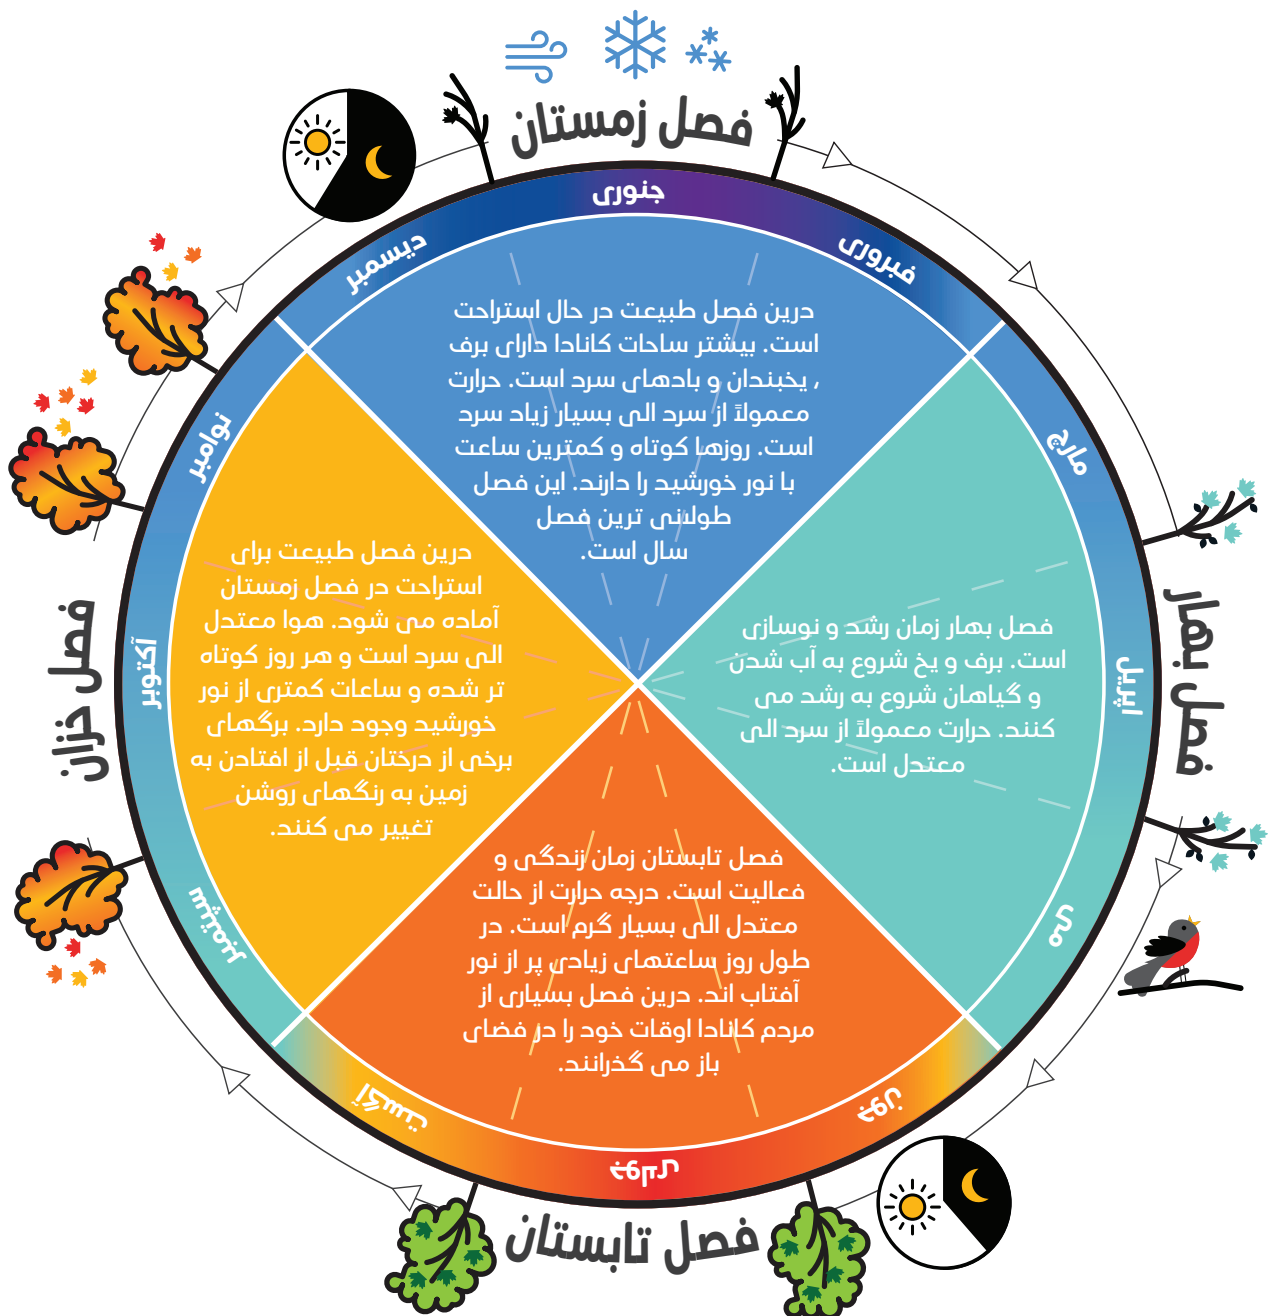 فصل زمستان
جنوری
فبروری
دیسمبر
درین فصل طبیعت در حال استراحت
است. بیشتر ساحات کانادا دارای برف
، یخبندان و بادهای سرد است. حرارت
معمولاً از سرد الی بسیار زیاد سرد
است. روزها کوتاه و کمترین ساعت
با نور خورشید را دارند. این فصل
طولانی ترین فصل
سال است.
مارچ
اپریل
می
فصل بهار
فصل بهار زمان رشد و نوسازی
است. برف و یخ شروع به آب شدن
و گیاهان شروع به رشد می
کنند. حرارت معمولاً از سرد الی
معتدل است.
نوامبر
آکتوبر
سپتمبر
فصل خزان
درین فصل طبیعت برای
استراحت در فصل زمستان
آماده می شود. هوا معتدل
الی سرد است و هر روز کوتاه
تر شده و ساعات کمتری از نور
خورشید وجود دارد. برگهای
برخی از درختان قبل از افتادن به
زمین به رنگهای روشن
تغییر می کنند.
فصل تابستان زمان زندگی و
فعالیت است. درجه حرارت از حالت
معتدل الی بسیار گرم است. در
طول روز ساعتهای زیادی پر از نور
آفتاب اند. درین فصل بسیاری از
مردم کانادا اوقات خود را در فضای
باز می گذرانند.
جون
جولای
آگست
فصل تابستان